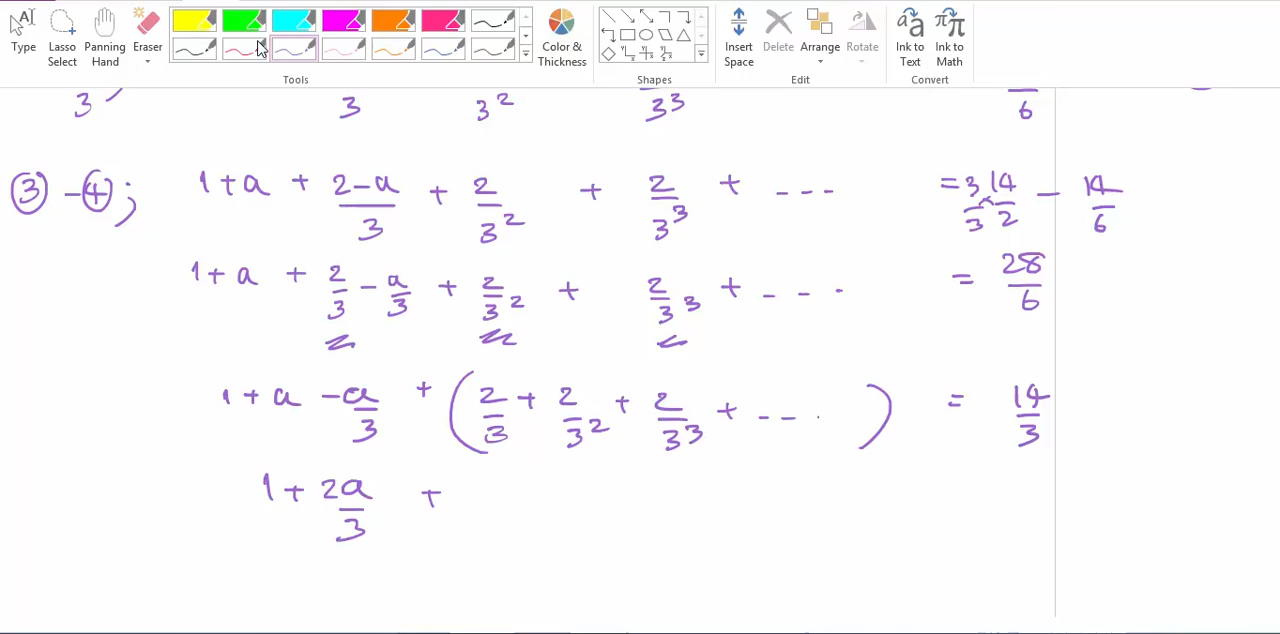 Type Lasso Select Panning Hand Eraser Color & Thickness Insert Space Delete Arrange Rotate Ink to Text Ink to Math
Tools Shapes Edit Convert
3 3 3² 3³ 6
③ - ④; 1+a + (2-a)/3 + 2/3² + 2/3³ + --- = 3/3 × 14/2 - 14/6
1+a + 2/3 - a/3 + 2/3² + 2/3³ + - - - = 28/6
1+a - a/3 + (2/3 + 2/3² + 2/3³ + ---) = 14/3
1 + 2a/3 +